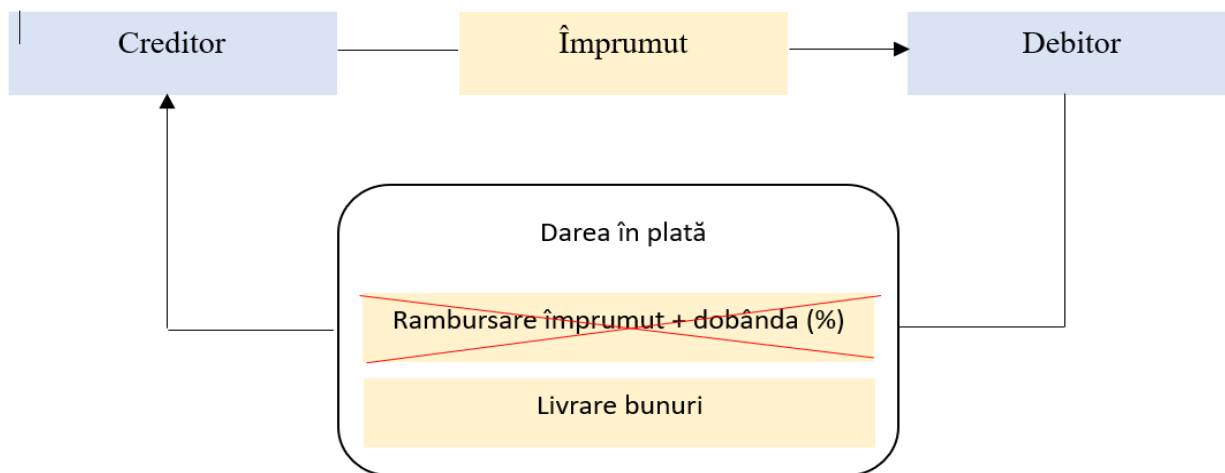 Creditor
Împrumut
Debitor
Darea în plată
Rambursare împrumut + dobânda (%)
Livrare bunuri